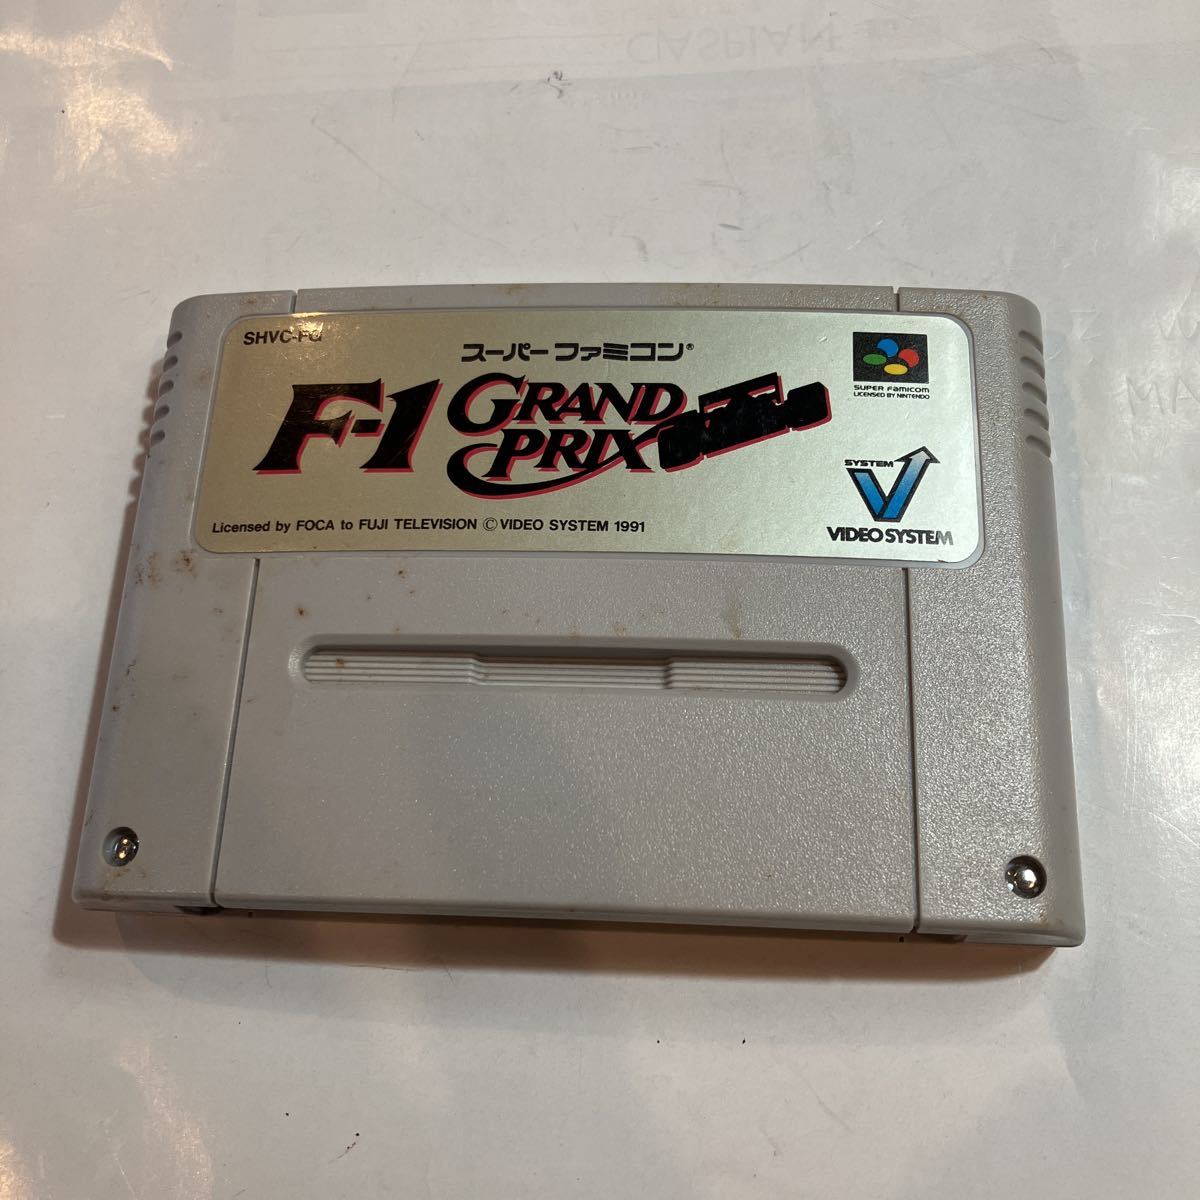 SHVC-FG
スーパーファミコン®
F-1 GRAND PRIX
SUPER FAMICOM
LICENSED BY NINTENDO
SYSTEM
V
VIDEO SYSTEM
Licensed by FOCA to FUJI TELEVISION © VIDEO SYSTEM 1991
CASPIAN